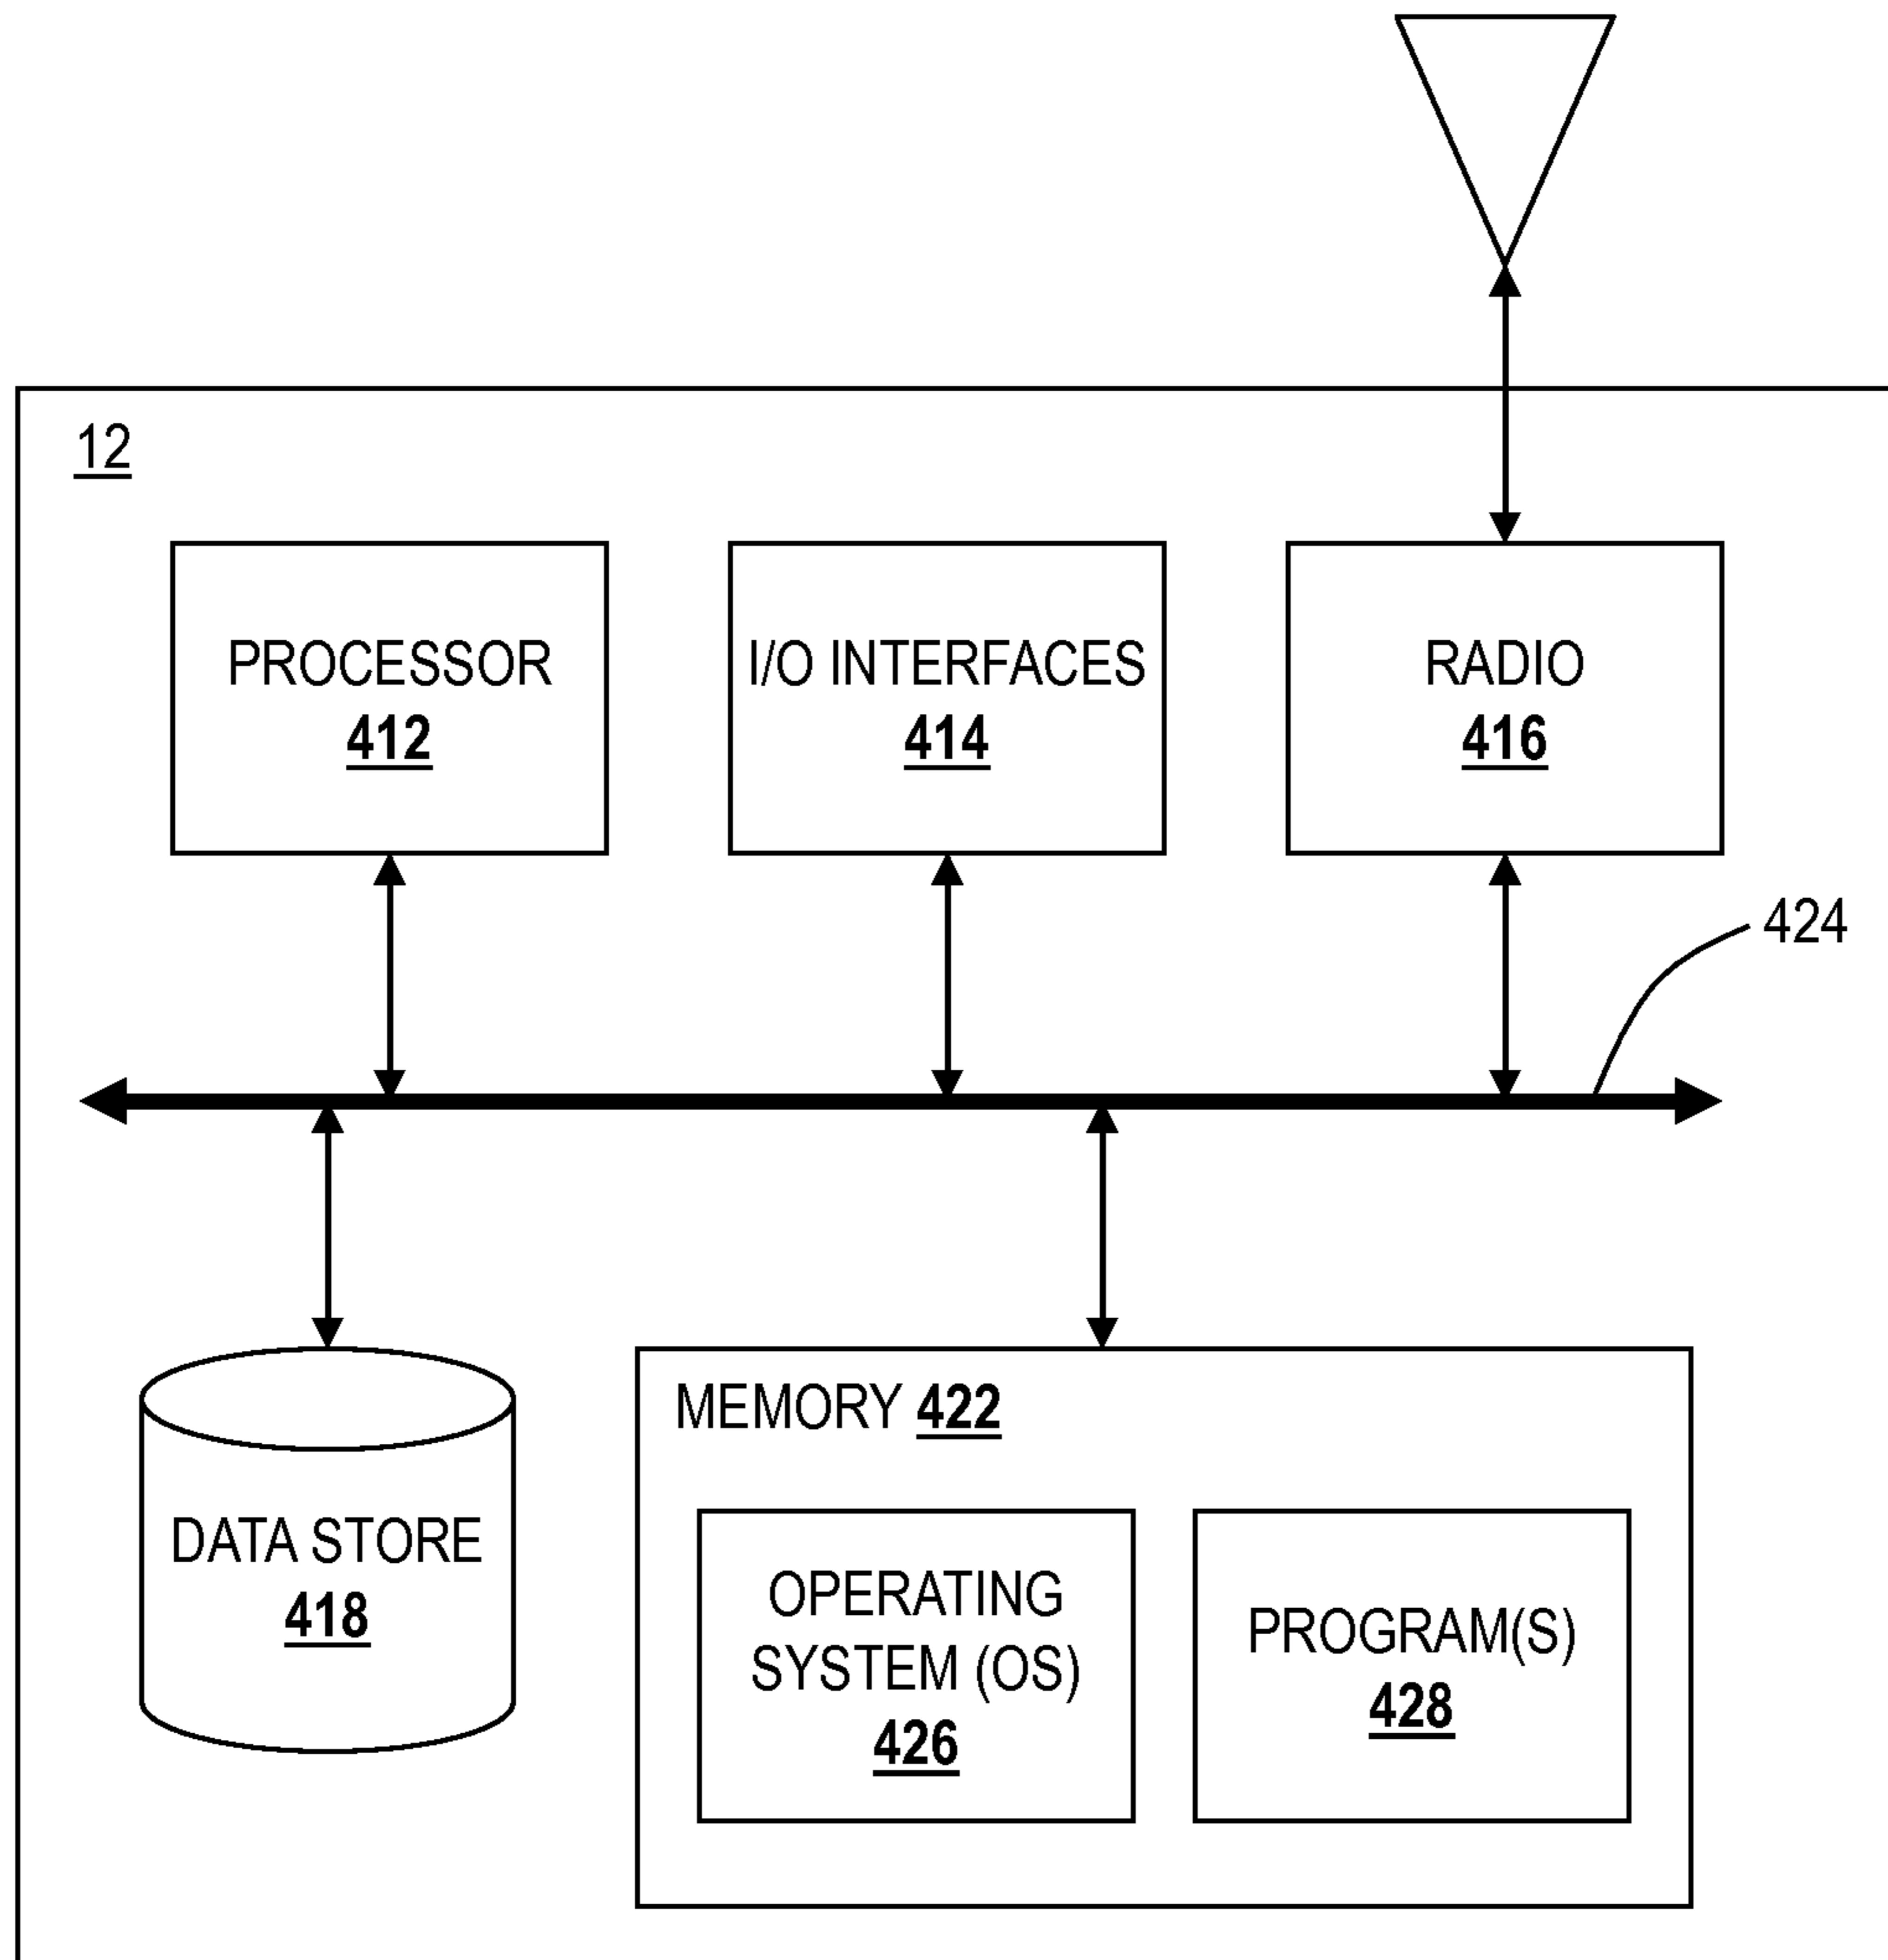 12
PROCESSOR
412
I/O INTERFACES
414
RADIO
416
424
DATA STORE
418
MEMORY 422
OPERATING
SYSTEM (OS)
426
PROGRAM(S)
428